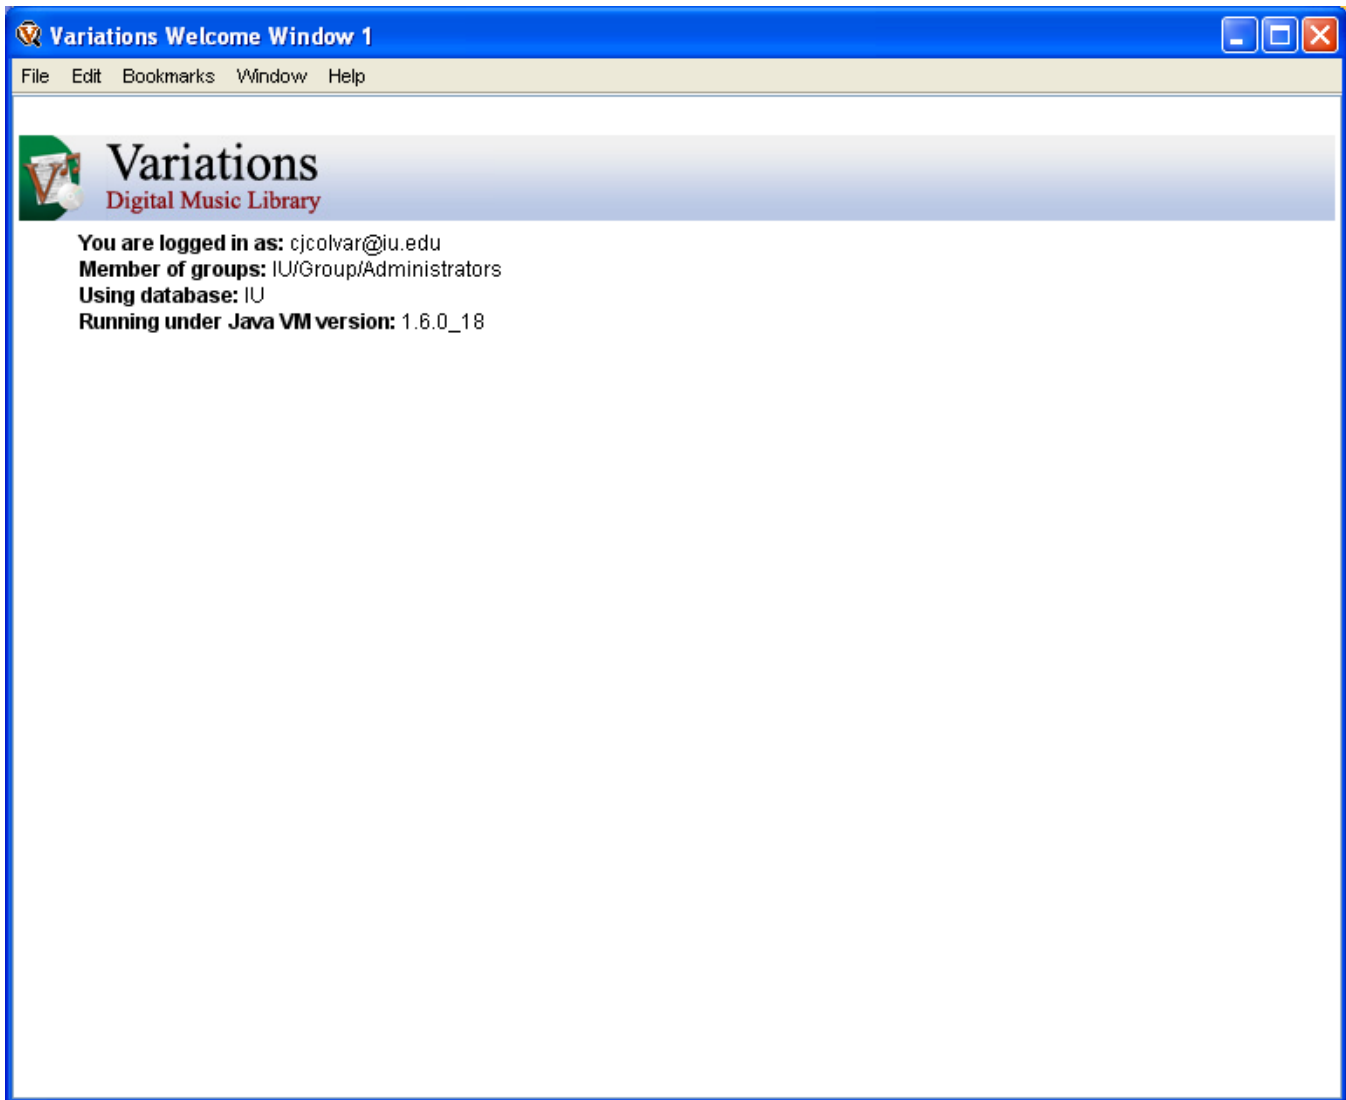 Variations Welcome Window 1
File Edit Bookmarks Window Help
Variations
Digital Music Library
You are logged in as: cjcolvar@iu.edu
Member of groups: IU/Group/Administrators
Using database: IU
Running under Java VM version: 1.6.0_18